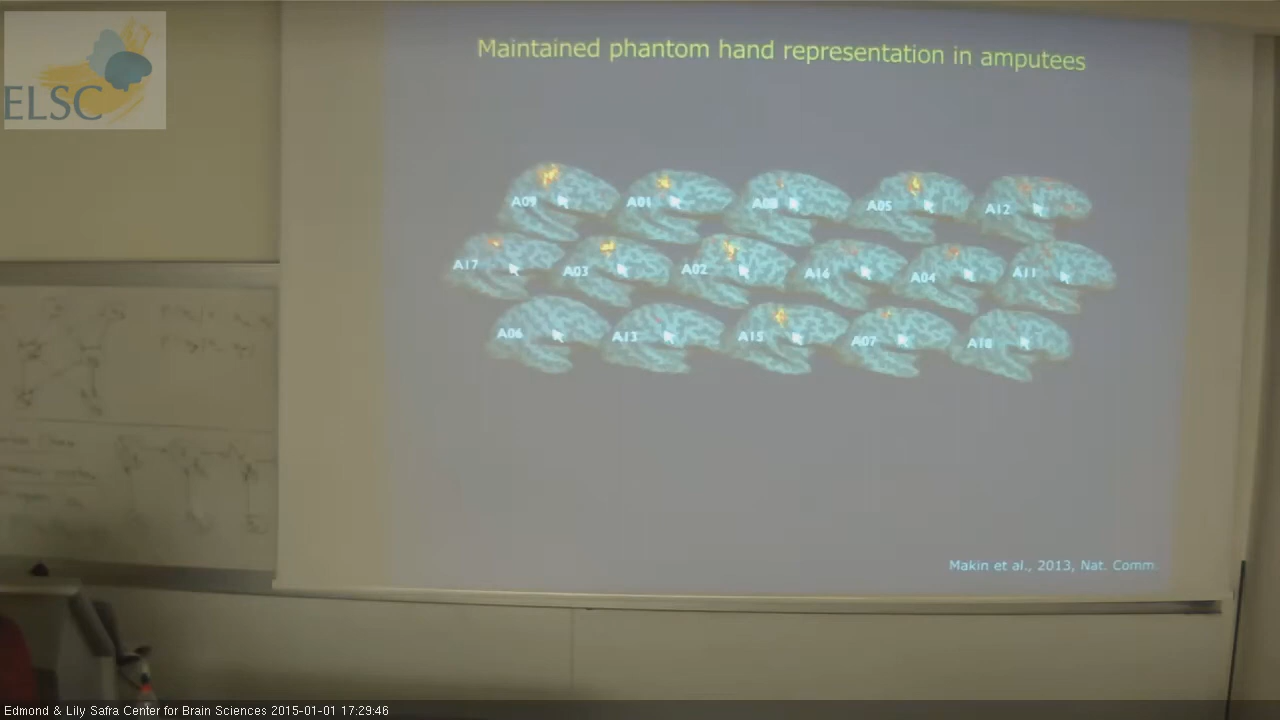 ELSC
Maintained phantom hand representation in amputees
A09 A01 A05 A12
A17 A03 A02 A16 A04 A11
A06 A13 A15 A07
Makin et al., 2013, Nat. Comm.
Edmond & Lily Safra Center for Brain Sciences 2015-01-01 17:29:46